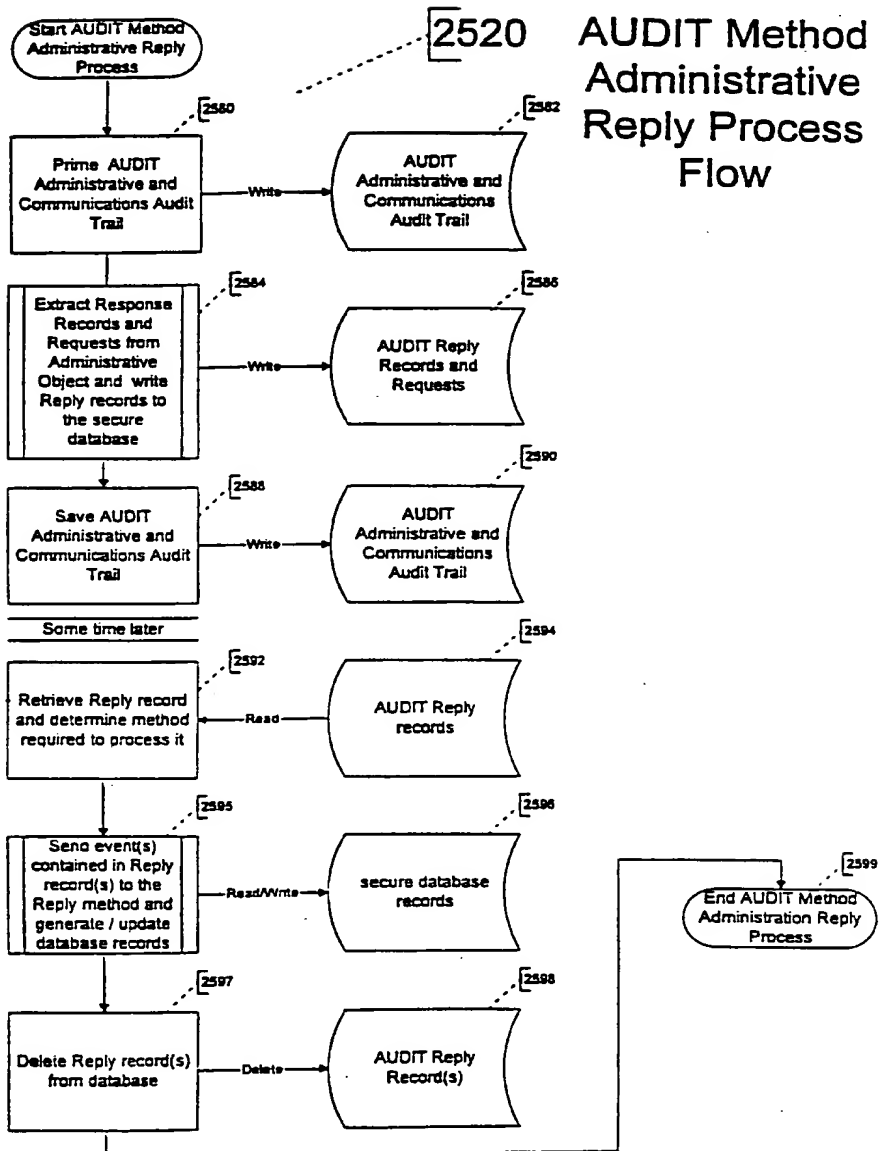 Start AUDIT Method
Administrative Reply
Process
2520
AUDIT Method
Administrative
Reply Process
Flow
2580
2582
Prime AUDIT
Administrative and
Communications Audit
Trail
Write
AUDIT
Administrative and
Communications
Audit Trail
2584
2586
Extract Response
Records and
Requests from
Administrative
Object and write
Reply records to
the secure
database
Write
AUDIT Reply
Records and
Requests
2588
2590
Save AUDIT
Administrative and
Communications Audit
Trail
Write
AUDIT
Administrative and
Communications
Audit Trail
Some time later
2592
2594
Retrieve Reply record
and determine method
required to process it
Read
AUDIT Reply
records
2595
2596
Send event(s)
contained in Reply
record(s) to the
Reply method and
generate / update
database records
Read/Write
secure database
records
2599
End AUDIT Method
Administration Reply
Process
2597
2598
Delete Reply record(s)
from database
Delete
AUDIT Reply
Record(s)